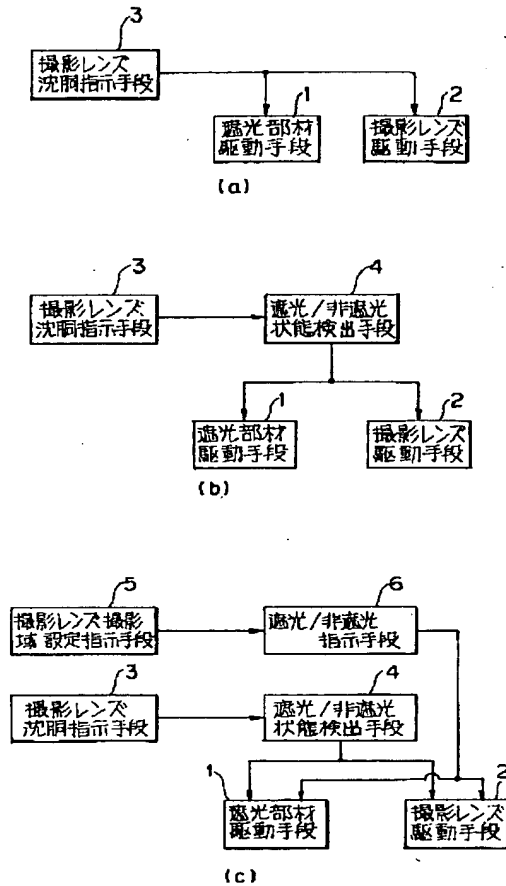 3
撮影レンズ
沈胴指示手段
1
遮光部材
駆動手段
2
撮影レンズ
駆動手段
(a)
3
撮影レンズ
沈胴指示手段
4
遮光/非遮光
状態検出手段
1
遮光部材
駆動手段
2
撮影レンズ
駆動手段
(b)
5
撮影レンズ撮影
域設定指示手段
6
遮光/非遮光
指示手段
3
撮影レンズ
沈胴指示手段
4
遮光/非遮光
状態検出手段
1
遮光部材
駆動手段
2
撮影レンズ
駆動手段
(c)